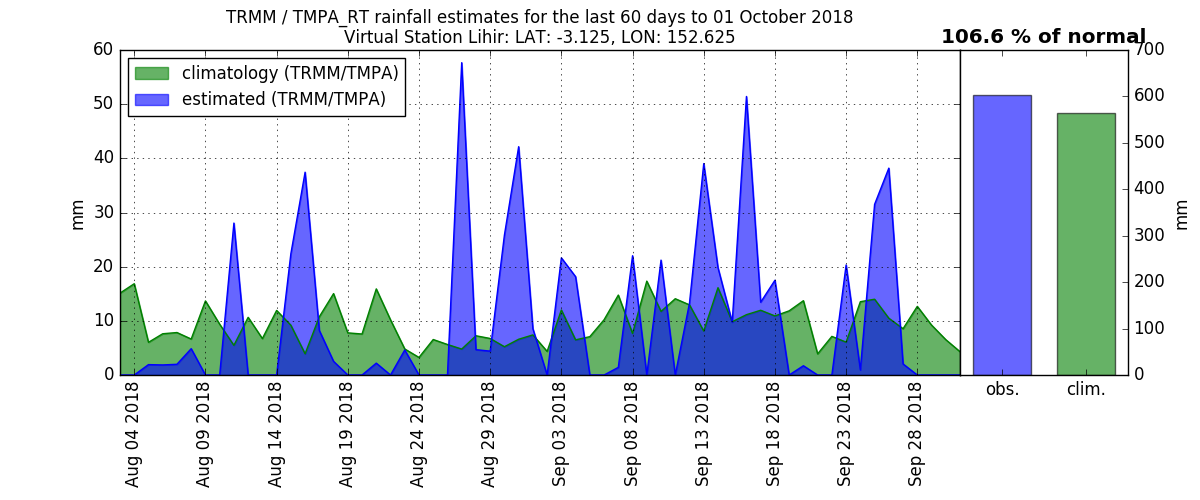 TRMM / TMPA_RT rainfall estimates for the last 60 days to 01 October 2018
Virtual Station Lihir: LAT: -3.125, LON: 152.625
106.6 % of normal
climatology (TRMM/TMPA)
estimated (TRMM/TMPA)
60
50
40
30
20
10
0
mm
Aug 04 2018
Aug 09 2018
Aug 14 2018
Aug 19 2018
Aug 24 2018
Aug 29 2018
Sep 03 2018
Sep 08 2018
Sep 13 2018
Sep 18 2018
Sep 23 2018
Sep 28 2018
obs.
clim.
700
600
500
400
300
200
100
0
mm